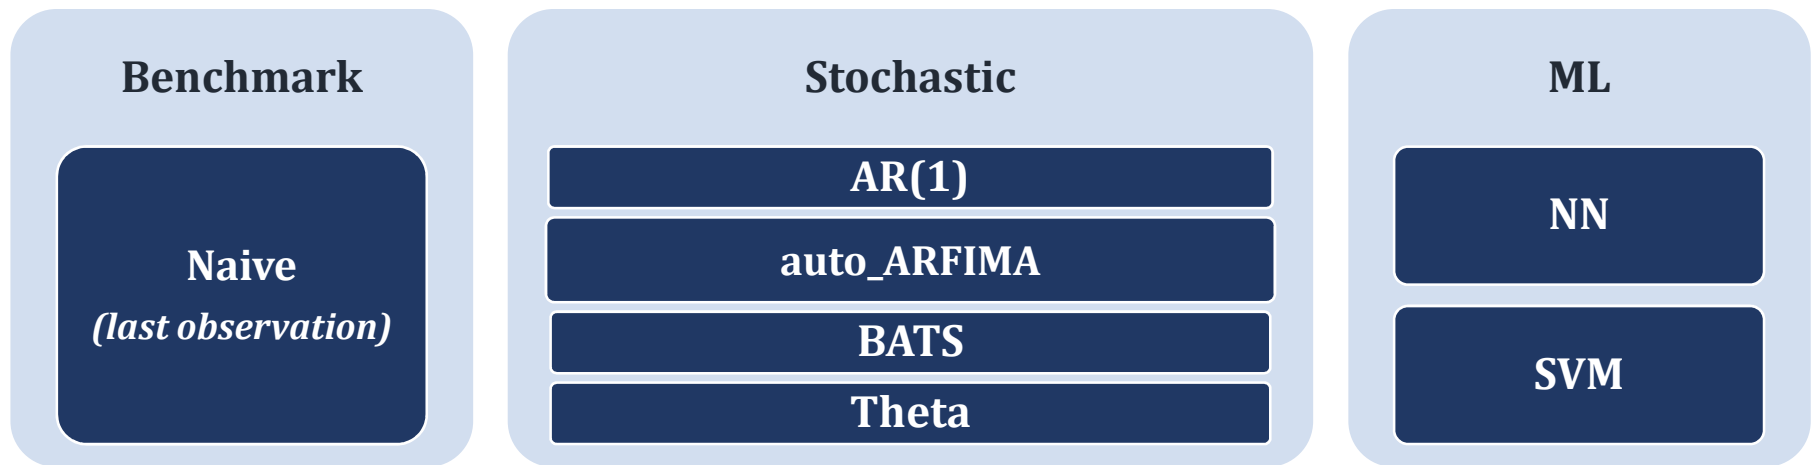 Benchmark
Naive
(last observation)
Stochastic
AR(1)
auto_ARFIMA
BATS
Theta
ML
NN
SVM